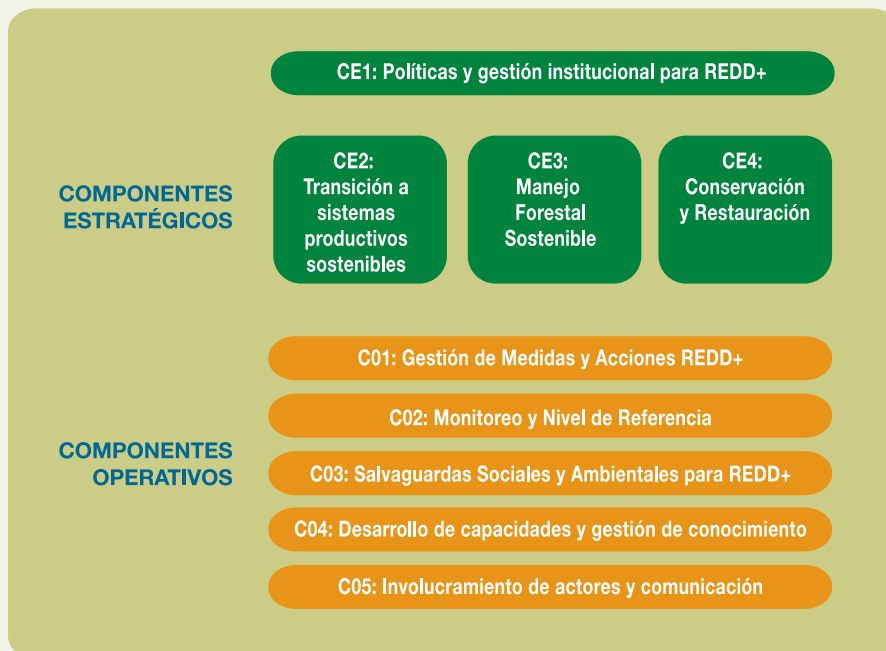 CE1: Políticas y gestión institucional para REDD+
COMPONENTES
ESTRATÉGICOS
CE2:
Transición a
sistemas
productivos
sostenibles
CE3:
Manejo
Forestal
Sostenible
CE4:
Conservación
y Restauración
COMPONENTES
OPERATIVOS
C01: Gestión de Medidas y Acciones REDD+
C02: Monitoreo y Nivel de Referencia
C03: Salvaguardas Sociales y Ambientales para REDD+
C04: Desarrollo de capacidades y gestión de conocimiento
C05: Involucramiento de actores y comunicación